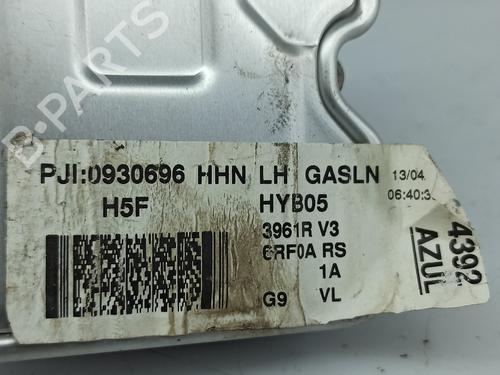 B-PARTS
PJI:0930696 HHN LH GASLN 13/04
H5F HYB05 06:40:3
3961R V3
6RF0A RS
1A
G9 VL
4392
AZUL